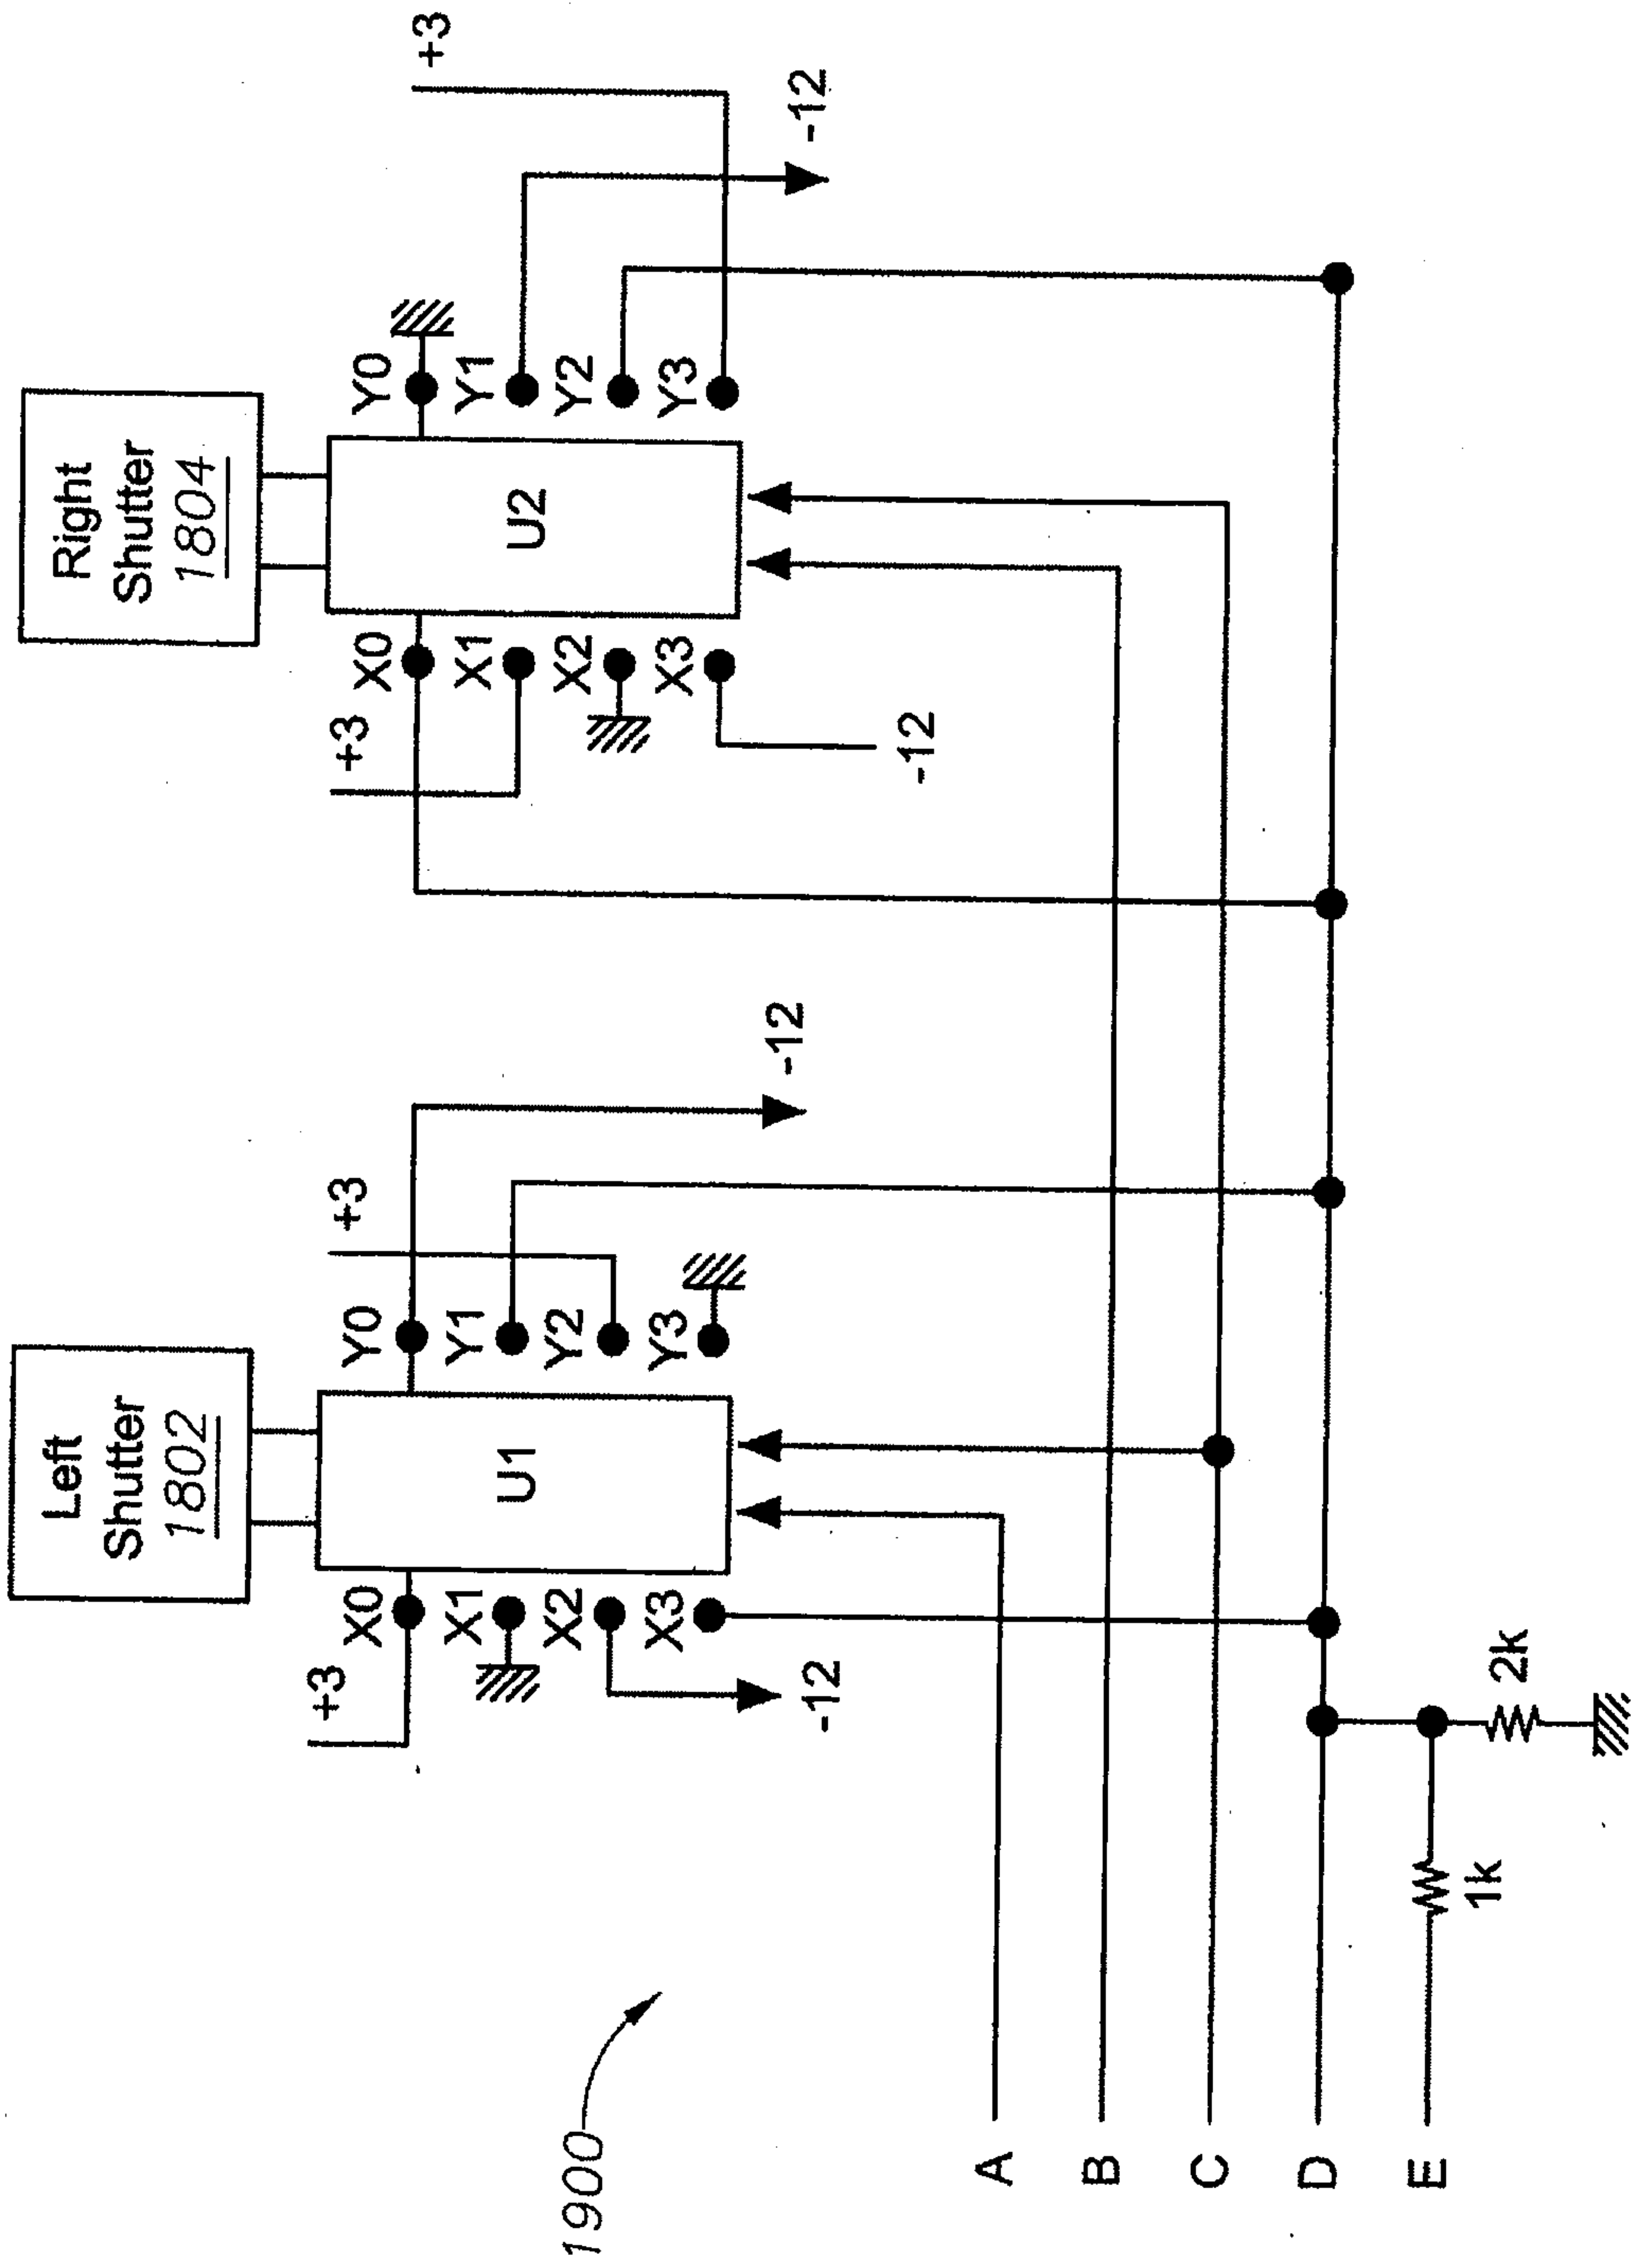 Left
Shutter
1802
Right
Shutter
1804
+3
X0
X1
X2
X3
-12
U1
+3
Y0
Y1
Y2
Y3
-12
+3
X0
X1
X2
X3
-12
U2
Y0
Y1
Y2
Y3
+3
-12
1900
A
B
C
D
E
1k
2k